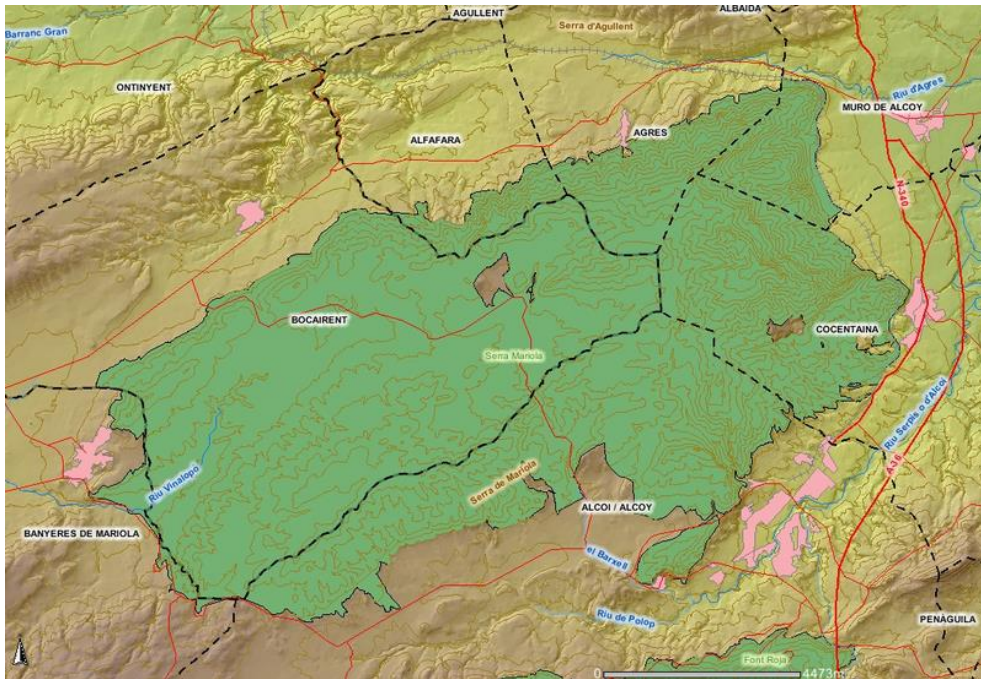 AGULLENT
ALBAIDA
Barranc Gran
Serra d'Agullent
ONTINYENT
Riu d'Agres
MURO DE ALCOY
AGRES
ALFAFARA
N-340
BOCAIRENT
COCENTAINA
Serra Mariola
Riu Serpis o d'Alcoi
A-36
Riu Vinalopó
Serra de Mariola
ALCOI / ALCOY
BANYERES DE MARIOLA
el Barxell
Riu de Polop
PENÀGUILA
Font Roja
0 4473m